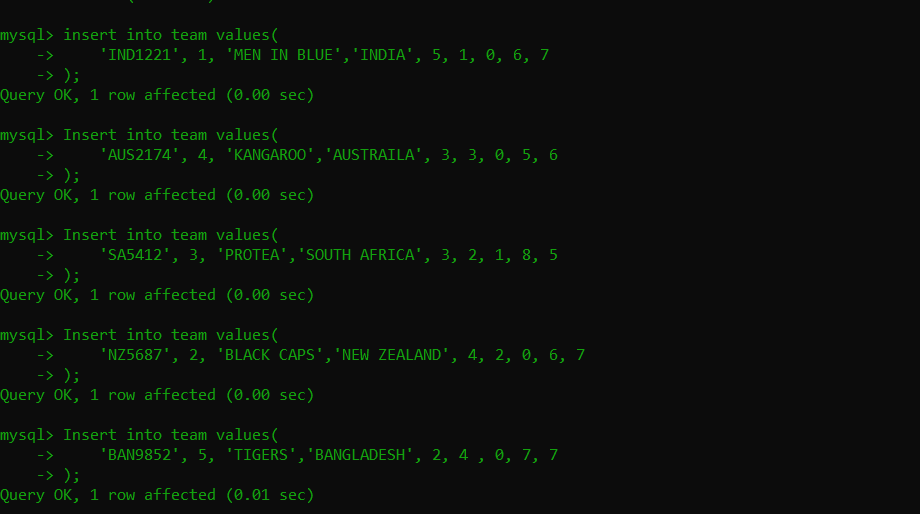 mysql> insert into team values(
    ->     'IND1221', 1, 'MEN IN BLUE','INDIA', 5, 1, 0, 6, 7
    -> );
Query OK, 1 row affected (0.00 sec)
mysql> Insert into team values(
    ->     'AUS2174', 4, 'KANGAROO','AUSTRAILA', 3, 3, 0, 5, 6
    -> );
Query OK, 1 row affected (0.00 sec)
mysql> Insert into team values(
    ->     'SA5412', 3, 'PROTEA','SOUTH AFRICA', 3, 2, 1, 8, 5
    -> );
Query OK, 1 row affected (0.00 sec)
mysql> Insert into team values(
    ->     'NZ5687', 2, 'BLACK CAPS','NEW ZEALAND', 4, 2, 0, 6, 7
    -> );
Query OK, 1 row affected (0.00 sec)
mysql> Insert into team values(
    ->     'BAN9852', 5, 'TIGERS','BANGLADESH', 2, 4 , 0, 7, 7
    -> );
Query OK, 1 row affected (0.01 sec)